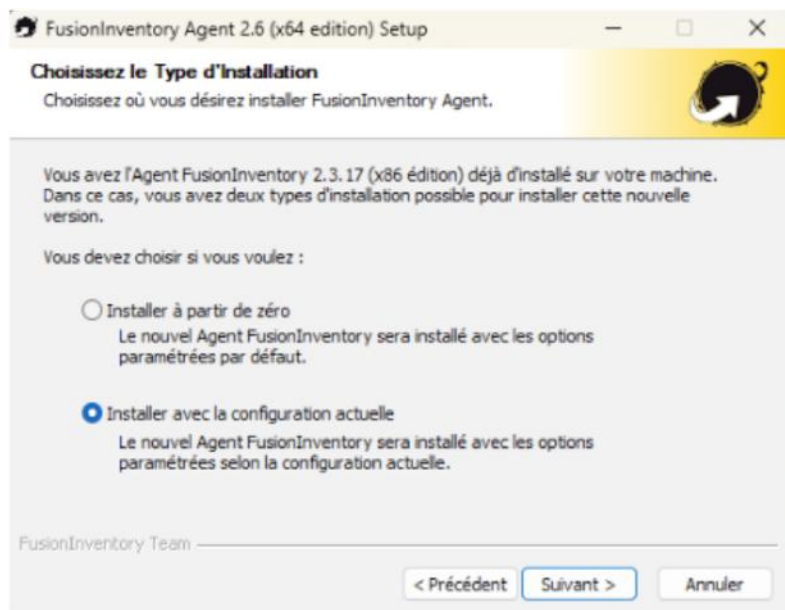 FusionInventory Agent 2.6 (x64 edition) Setup
Choisissez le Type d'Installation
Choisissez où vous désirez installer FusionInventory Agent.
Vous avez l'Agent FusionInventory 2.3.17 (x86 édition) déjà d'installé sur votre machine.
Dans ce cas, vous avez deux types d'installation possible pour installer cette nouvelle
version.
Vous devez choisir si vous voulez :
Installer à partir de zéro
Le nouvel Agent FusionInventory sera installé avec les options
paramétrées par défaut.
Installer avec la configuration actuelle
Le nouvel Agent FusionInventory sera installé avec les options
paramétrées selon la configuration actuelle.
FusionInventory Team
< Précédent Suivant > Annuler